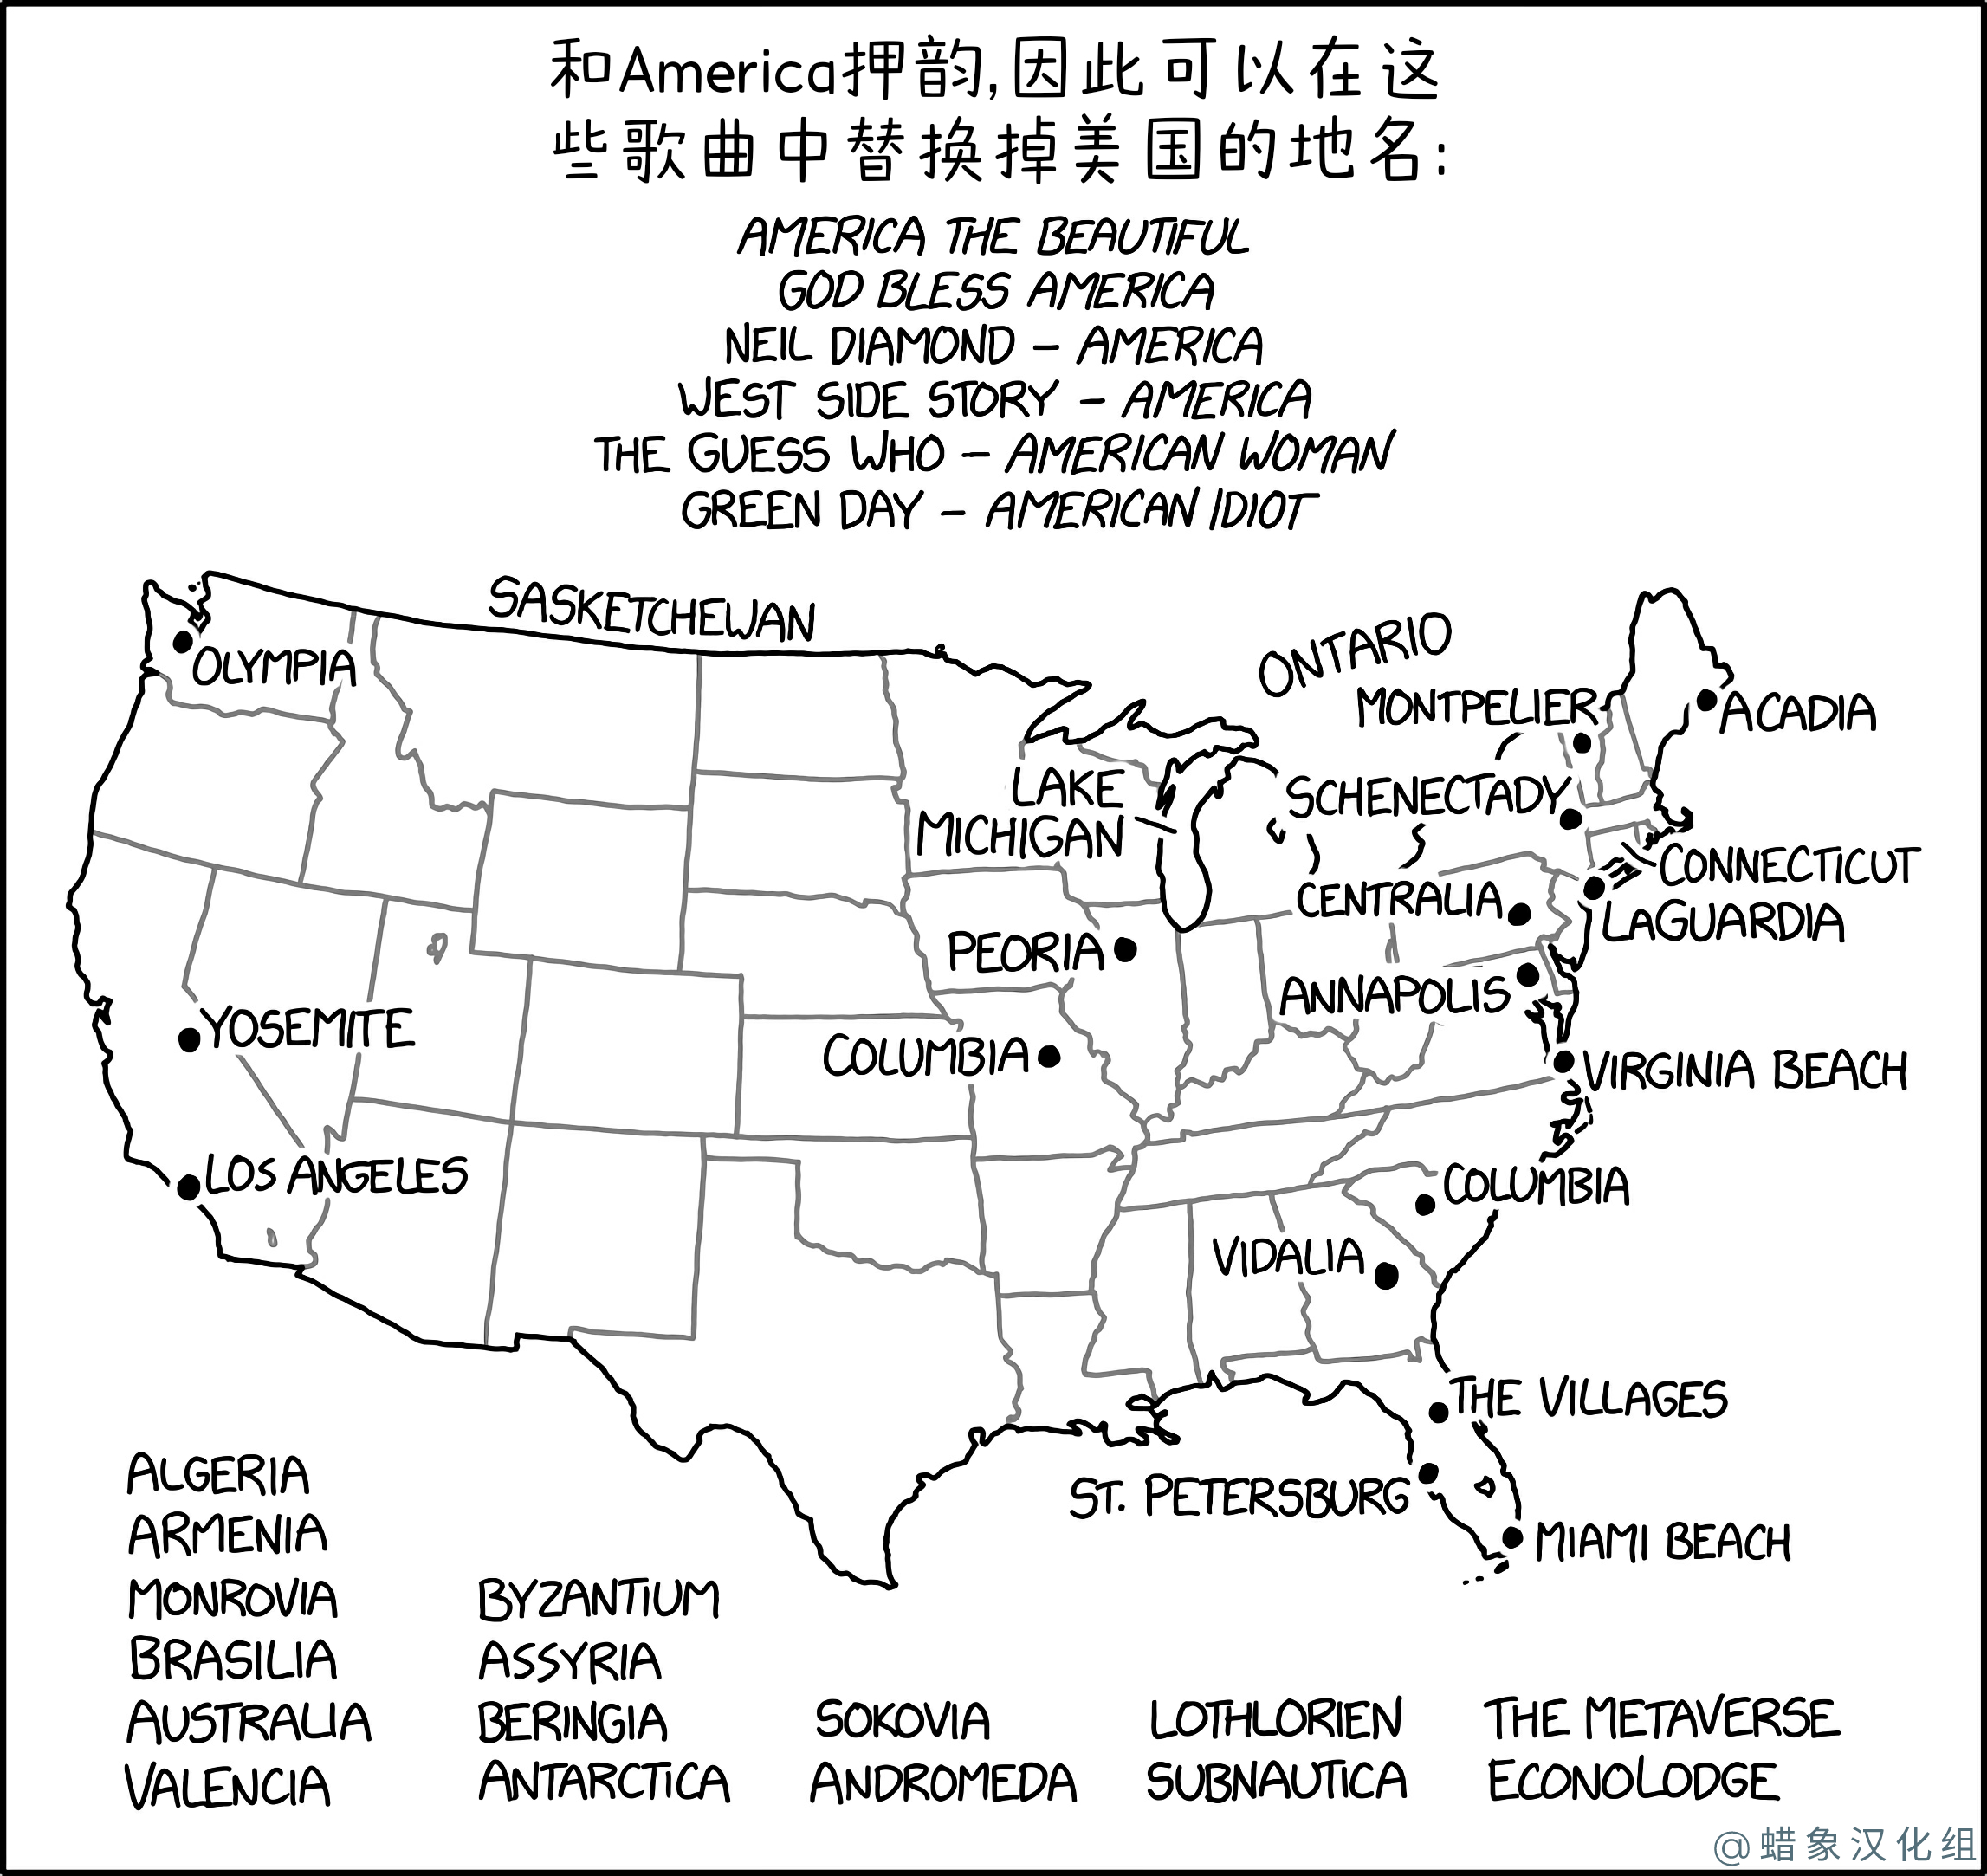 和America押韵,因此可以在这
些歌曲中替换掉美国的地名:
AMERICA THE BEAUTIFUL
GOD BLESS AMERICA
NEIL DIAMOND – AMERICA
WEST SIDE STORY – AMERICA
THE GUESS WHO – AMERICAN WOMAN
GREEN DAY – AMERICAN IDIOT
SASKETCHEWAN
ONTARIO
OLYMPIA
MONTPELIER
ACADIA
LAKE
MICHIGAN
SCHENECTADY
CONNECTICUT
CENTRALIA
LAGUARDIA
PEORIA
ANNAPOLIS
YOSEMITE
COLUMBIA
VIRGINIA BEACH
LOS ANGELES
COLUMBIA
VIDALIA
THE VILLAGES
ST. PETERSBURG
MIAMI BEACH
ALGERIA
ARMENIA
MONROVIA
BRASILIA
AUSTRALIA
VALENCIA
BYZANTIUM
ASSYRIA
BERINGIA
ANTARCTICA
SOKOVIA
ANDROMEDA
LOTHLORIEN
SUBNAUTICA
THE METAVERSE
ECONOLODGE
@蜡象汉化组